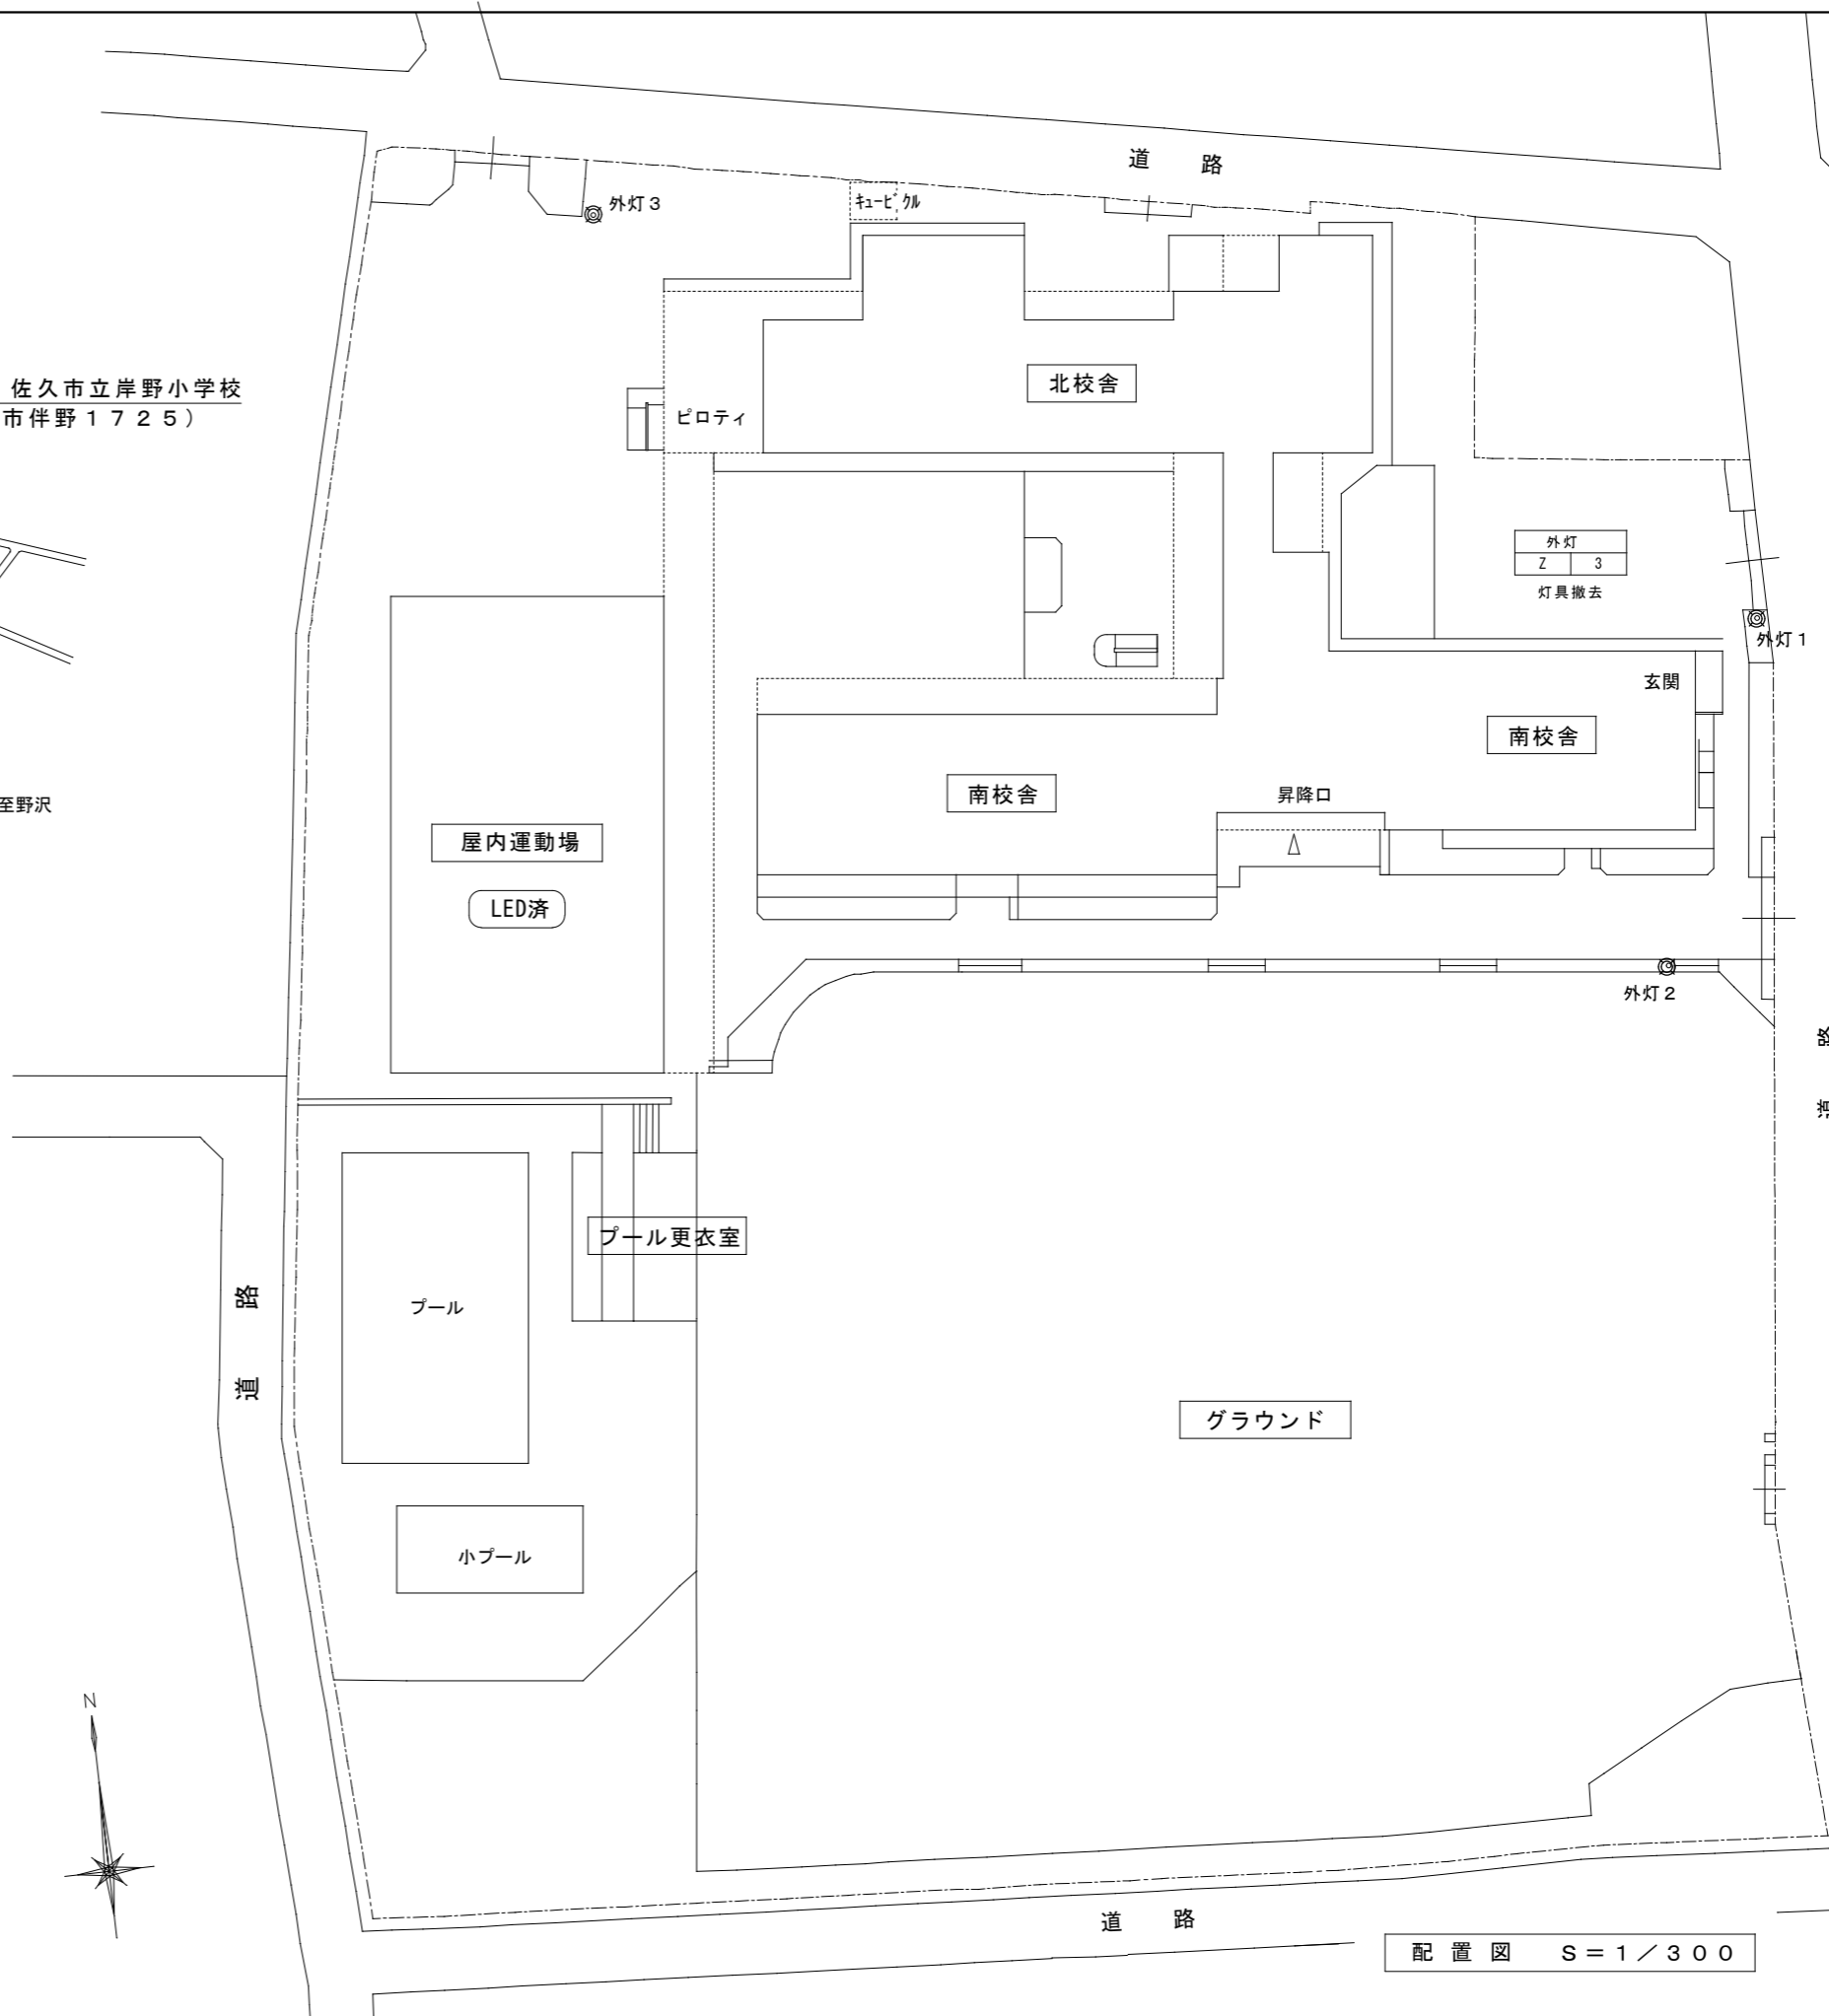 道　路
外灯３
キュービクル
佐久市立岸野小学校
市伴野１７２５）
北校舎
ピロティ
外灯
Z 3
灯具撤去
外灯１
玄関
南校舎
南校舎
昇降口
至野沢
屋内運動場
LED済
外灯２
道　路
プール更衣室
プール
道　路
グラウンド
小プール
N
道　路
配置図　Ｓ＝１／３００